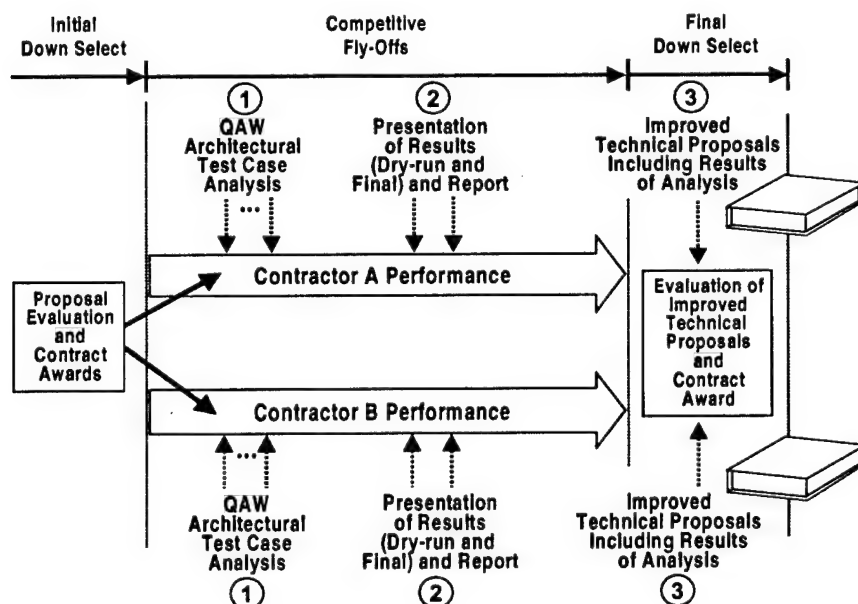 Initial
Down Select
Competitive
Fly-Offs
Final
Down Select
1
QAW
Architectural
Test Case
Analysis
...
2
Presentation
of Results
(Dry-run and
Final) and Report
3
Improved
Technical Proposals
Including Results
of Analysis
Contractor A Performance
Proposal
Evaluation
and
Contract
Awards
Evaluation of
Improved
Technical
Proposals
and
Contract
Award
Contractor B Performance
...
QAW
Architectural
Test Case
Analysis
1
Presentation
of Results
(Dry-run and
Final) and Report
2
Improved
Technical Proposals
Including Results
of Analysis
3